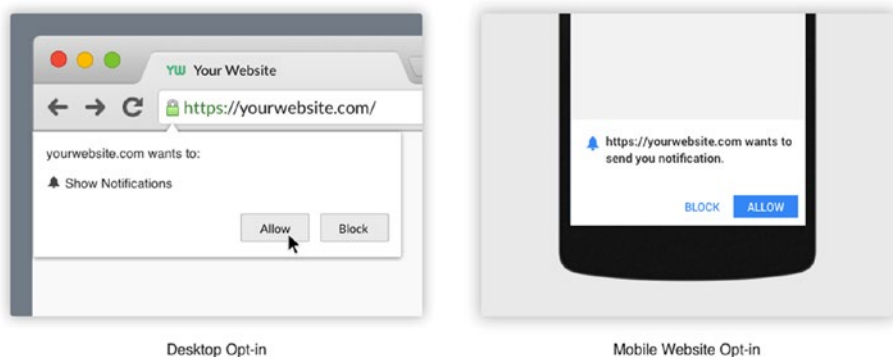 YW Your Website
https://yourwebsite.com/
yourwebsite.com wants to:
Show Notifications
Allow Block
Desktop Opt-in
https://yourwebsite.com wants to
send you notification.
BLOCK ALLOW
Mobile Website Opt-in